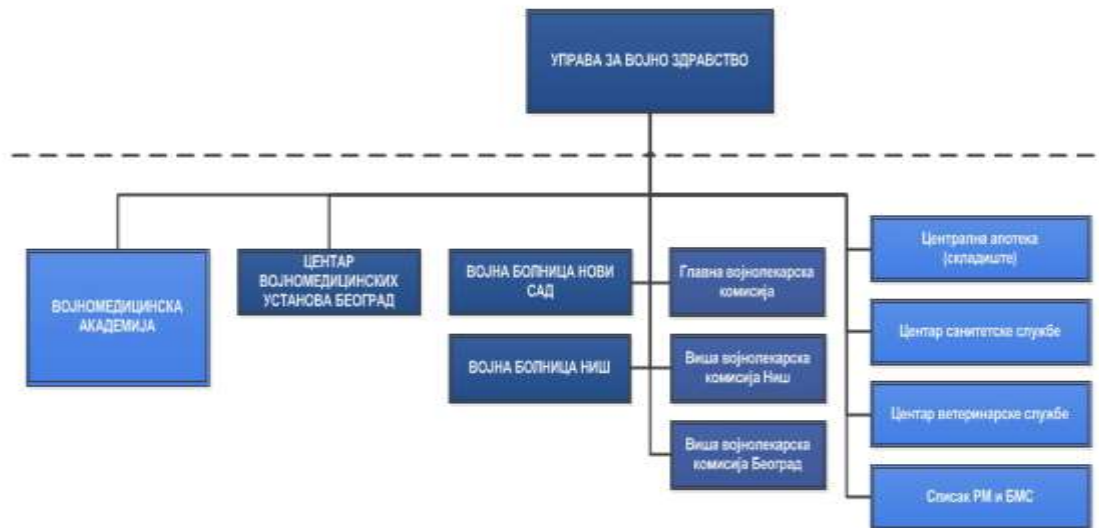 УПРАВА ЗА ВОЈНО ЗДРАВСТВО
ВОЈНОМЕДИЦИНСКА
АКАДЕМИЈА
ЦЕНТАР
ВОЈНОМЕДИЦИНСКИХ
УСТАНОВА БЕОГРАД
ВОЈНА БОЛНИЦА НОВИ
САД
ВОЈНА БОЛНИЦА НИШ
Главна војнолекарска
комисија
Виша војнолекарска
комисија Ниш
Виша војнолекарска
комисија Београд
Централна апотека
(складиште)
Центар санитетске службе
Центар ветеринарске службе
Списак РМ и БМС